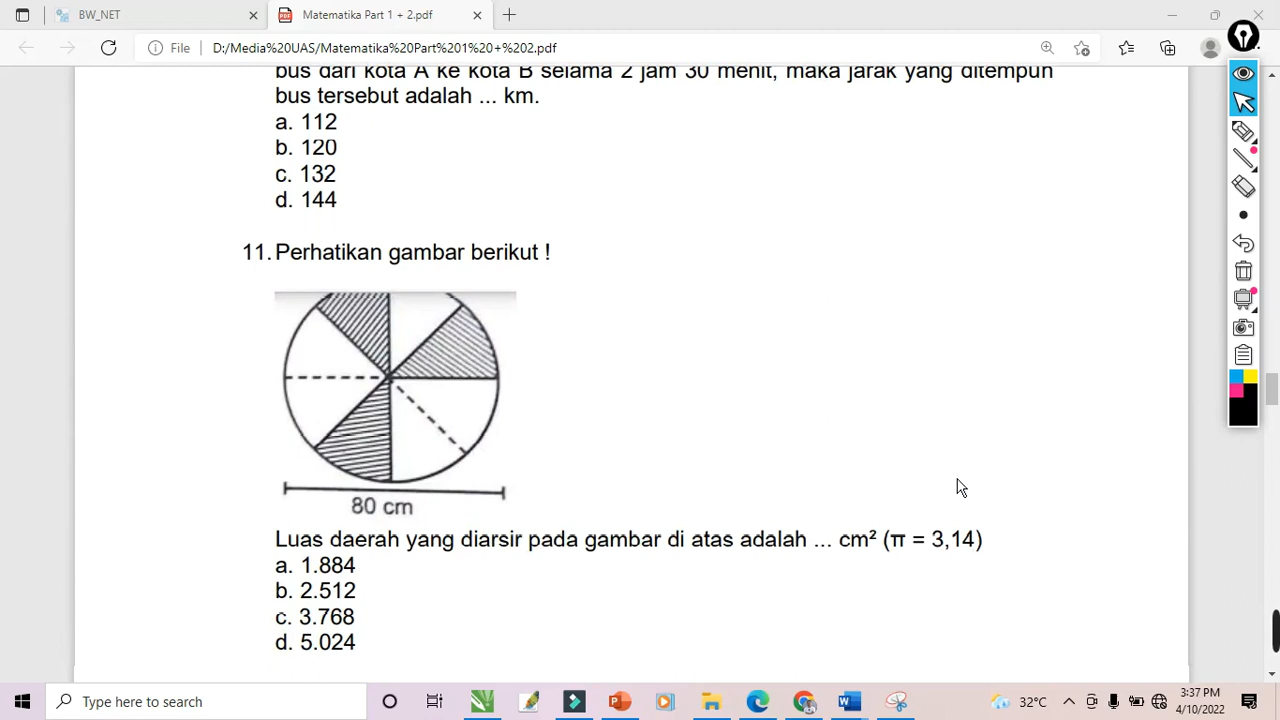 BW_NET
Matematika Part 1 + 2.pdf
File
D:/Media%20UAS/Matematika%20Part%201%20+%202.pdf
bus dari kota A ke kota B selama 2 jam 30 menit, maka jarak yang ditempuh
bus tersebut adalah ... km.
a. 112
b. 120
c. 132
d. 144
11. Perhatikan gambar berikut !
80 cm
Luas daerah yang diarsir pada gambar di atas adalah ... cm² (π = 3,14)
a. 1.884
b. 2.512
c. 3.768
d. 5.024
Type here to search
32°C
3:37 PM
4/10/2022